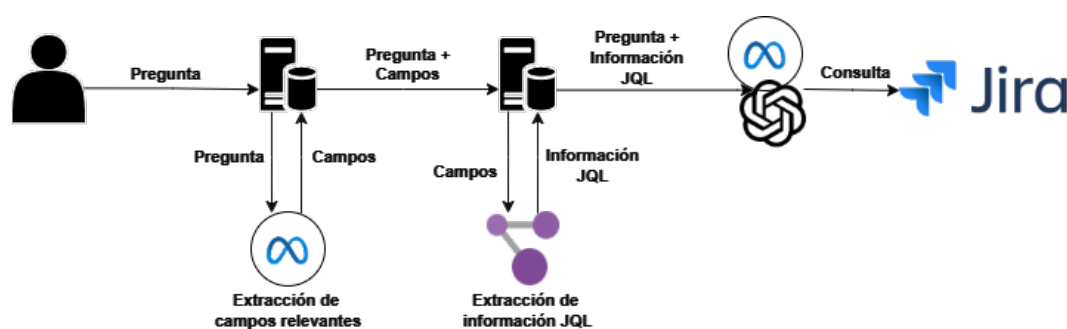 Pregunta
Pregunta +
Campos
Pregunta +
Información
JQL
Consulta
Jira
Pregunta
Campos
Campos
Información
JQL
Extracción de
campos relevantes
Extracción de
información JQL